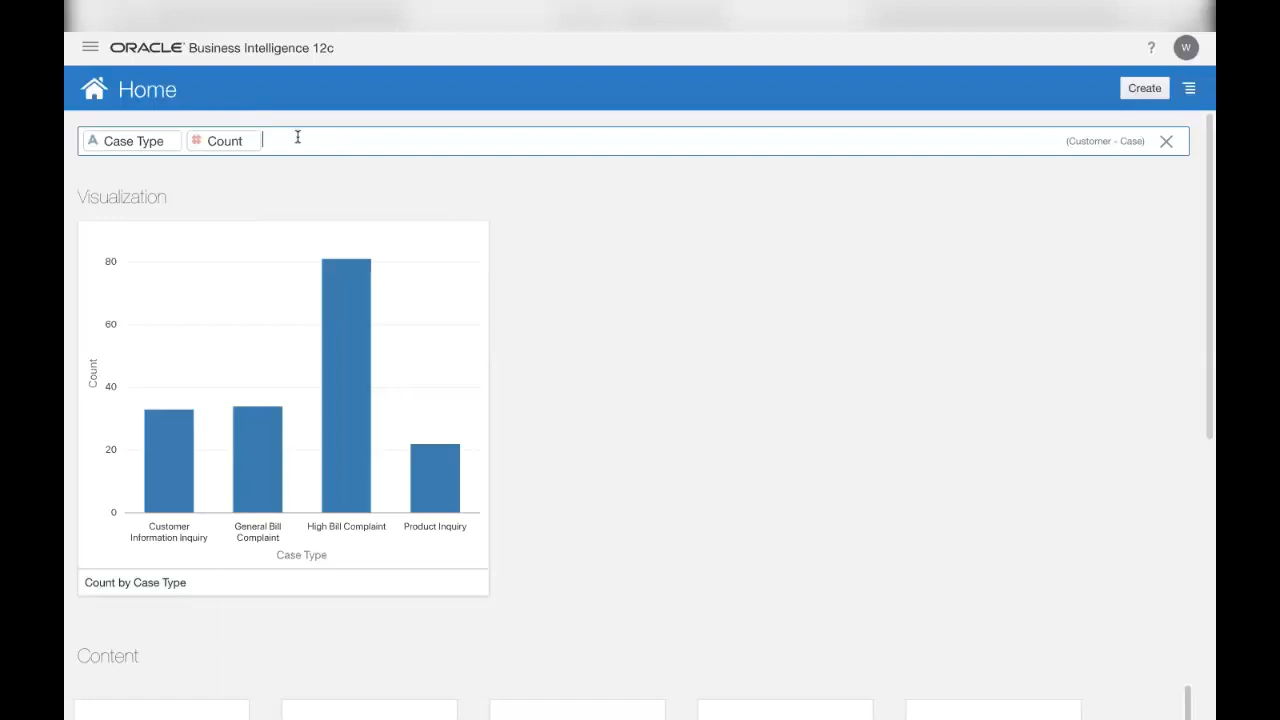 ORACLE Business Intelligence 12c
?
W
Home
Create
A Case Type
# Count
(Customer - Case)
Visualization
80
60
40
20
0
Count
Customer
Information Inquiry
General Bill
Complaint
High Bill Complaint
Product Inquiry
Case Type
Count by Case Type
Content